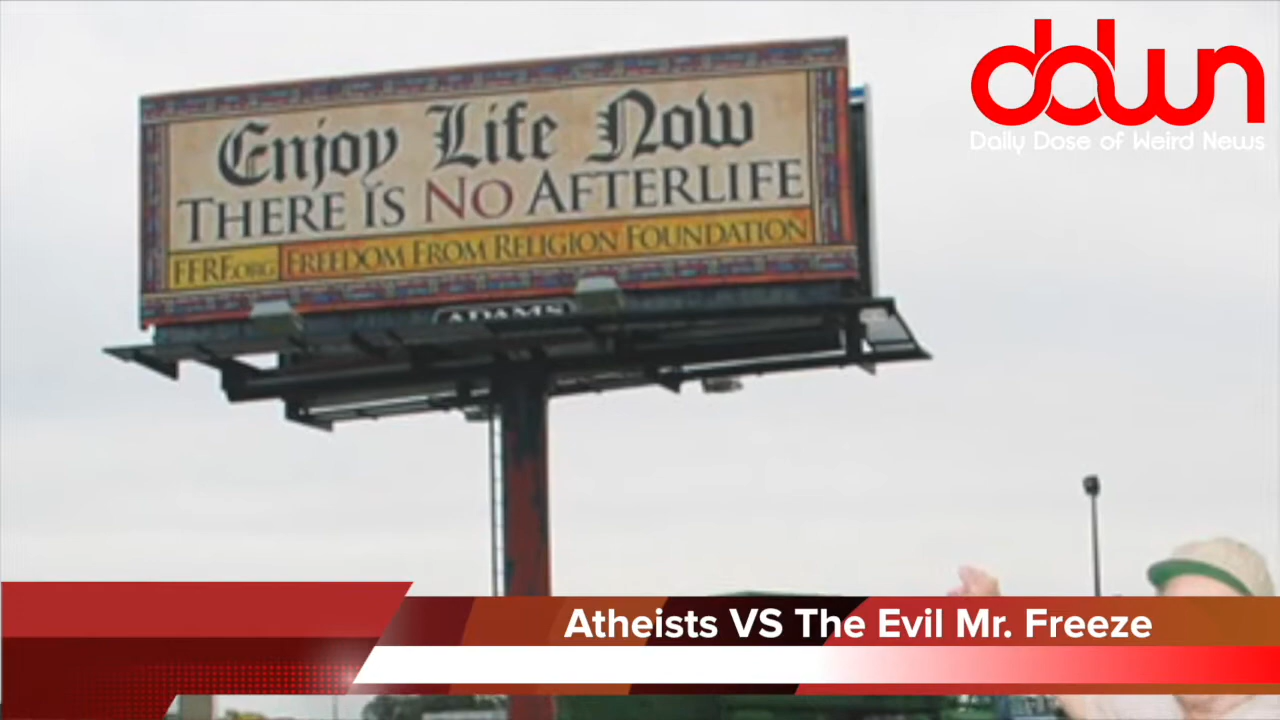 ddwn
Daily Dose of Weird News
Enjoy Life Now
THERE IS NO AFTERLIFE
FFRF.ORG FREEDOM FROM RELIGION FOUNDATION
ADAMS
Atheists VS The Evil Mr. Freeze